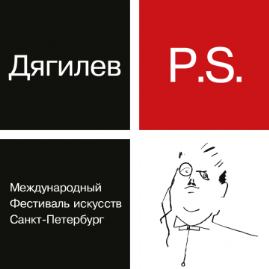 Дягилев
P.S.
Международный
Фестиваль искусств
Санкт-Петербург